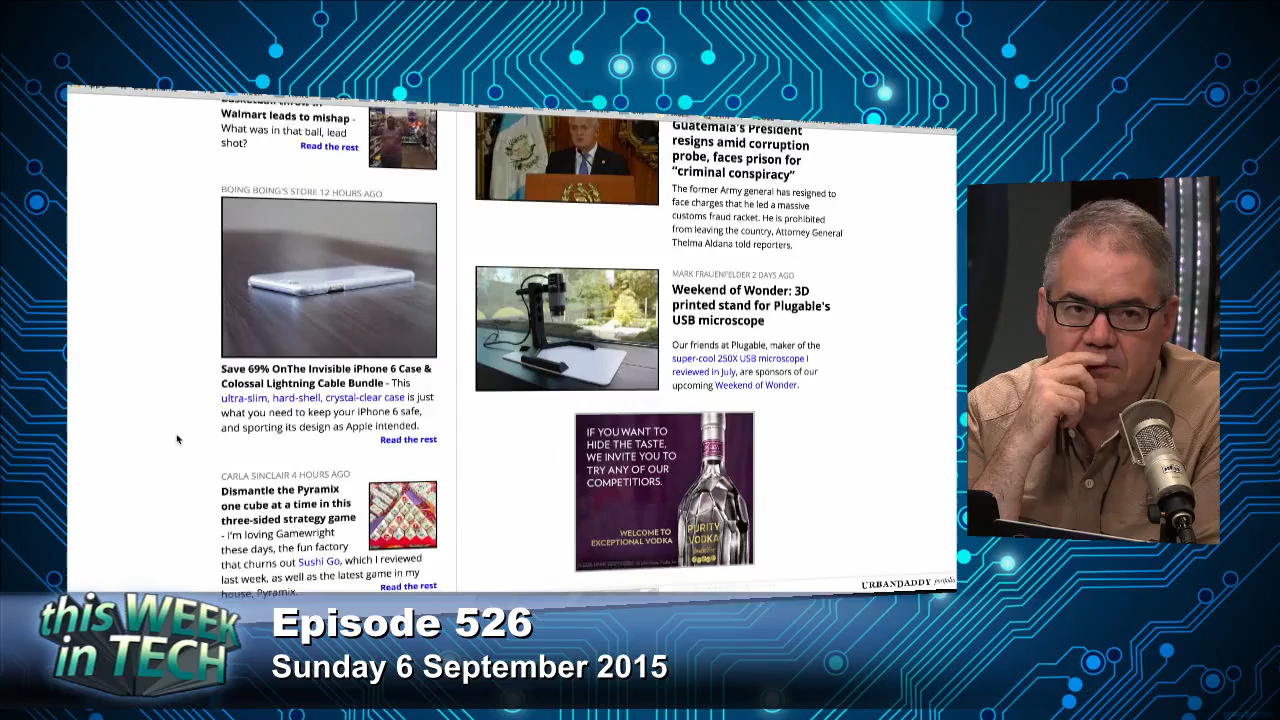 Basketball throw in
Walmart leads to mishap -
What was in that ball, lead
shot?
Read the rest
BOING BOING'S STORE 12 HOURS AGO
Save 69% OnThe Invisible iPhone 6 Case &
Colossal Lightning Cable Bundle - This
ultra-slim, hard-shell, crystal-clear case is just
what you need to keep your iPhone 6 safe,
and sporting its design as Apple intended.
Read the rest
CARLA SINCLAIR 4 HOURS AGO
Dismantle the Pyramix
one cube at a time in this
three-sided strategy game
- I'm loving Gamewright
these days, the fun factory
that churns out Sushi Go, which I reviewed
last week, as well as the latest game in my
house, Pyramix.
Read the rest
Guatemala's President
resigns amid corruption
probe, faces prison for
“criminal conspiracy”
The former Army general has resigned to
face charges that he led a massive
customs fraud racket. He is prohibited
from leaving the country, Attorney General
Thelma Aldana told reporters.
MARK FRAUENFELDER 2 DAYS AGO
Weekend of Wonder: 3D
printed stand for Plugable's
USB microscope
Our friends at Plugable, maker of the
super-cool 250X USB microscope I
reviewed in July, are sponsors of our
upcoming Weekend of Wonder.
IF YOU WANT TO
HIDE THE TASTE,
WE INVITE YOU TO
TRY ANY OF OUR
COMPETITORS.
WELCOME TO
EXCEPTIONAL VODKA
PURITY
VODKA
URBANDADDY perks
this WEEK
in TECH
Episode 526
Sunday 6 September 2015